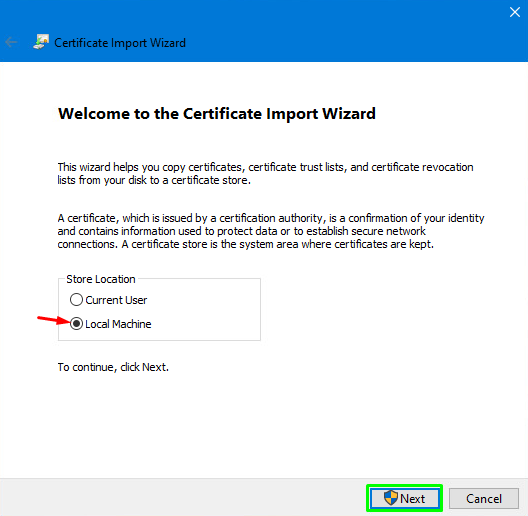 Certificate Import Wizard
Welcome to the Certificate Import Wizard
This wizard helps you copy certificates, certificate trust lists, and certificate revocation
lists from your disk to a certificate store.
A certificate, which is issued by a certification authority, is a confirmation of your identity
and contains information used to protect data or to establish secure network
connections. A certificate store is the system area where certificates are kept.
Store Location
Current User
Local Machine
To continue, click Next.
Next
Cancel